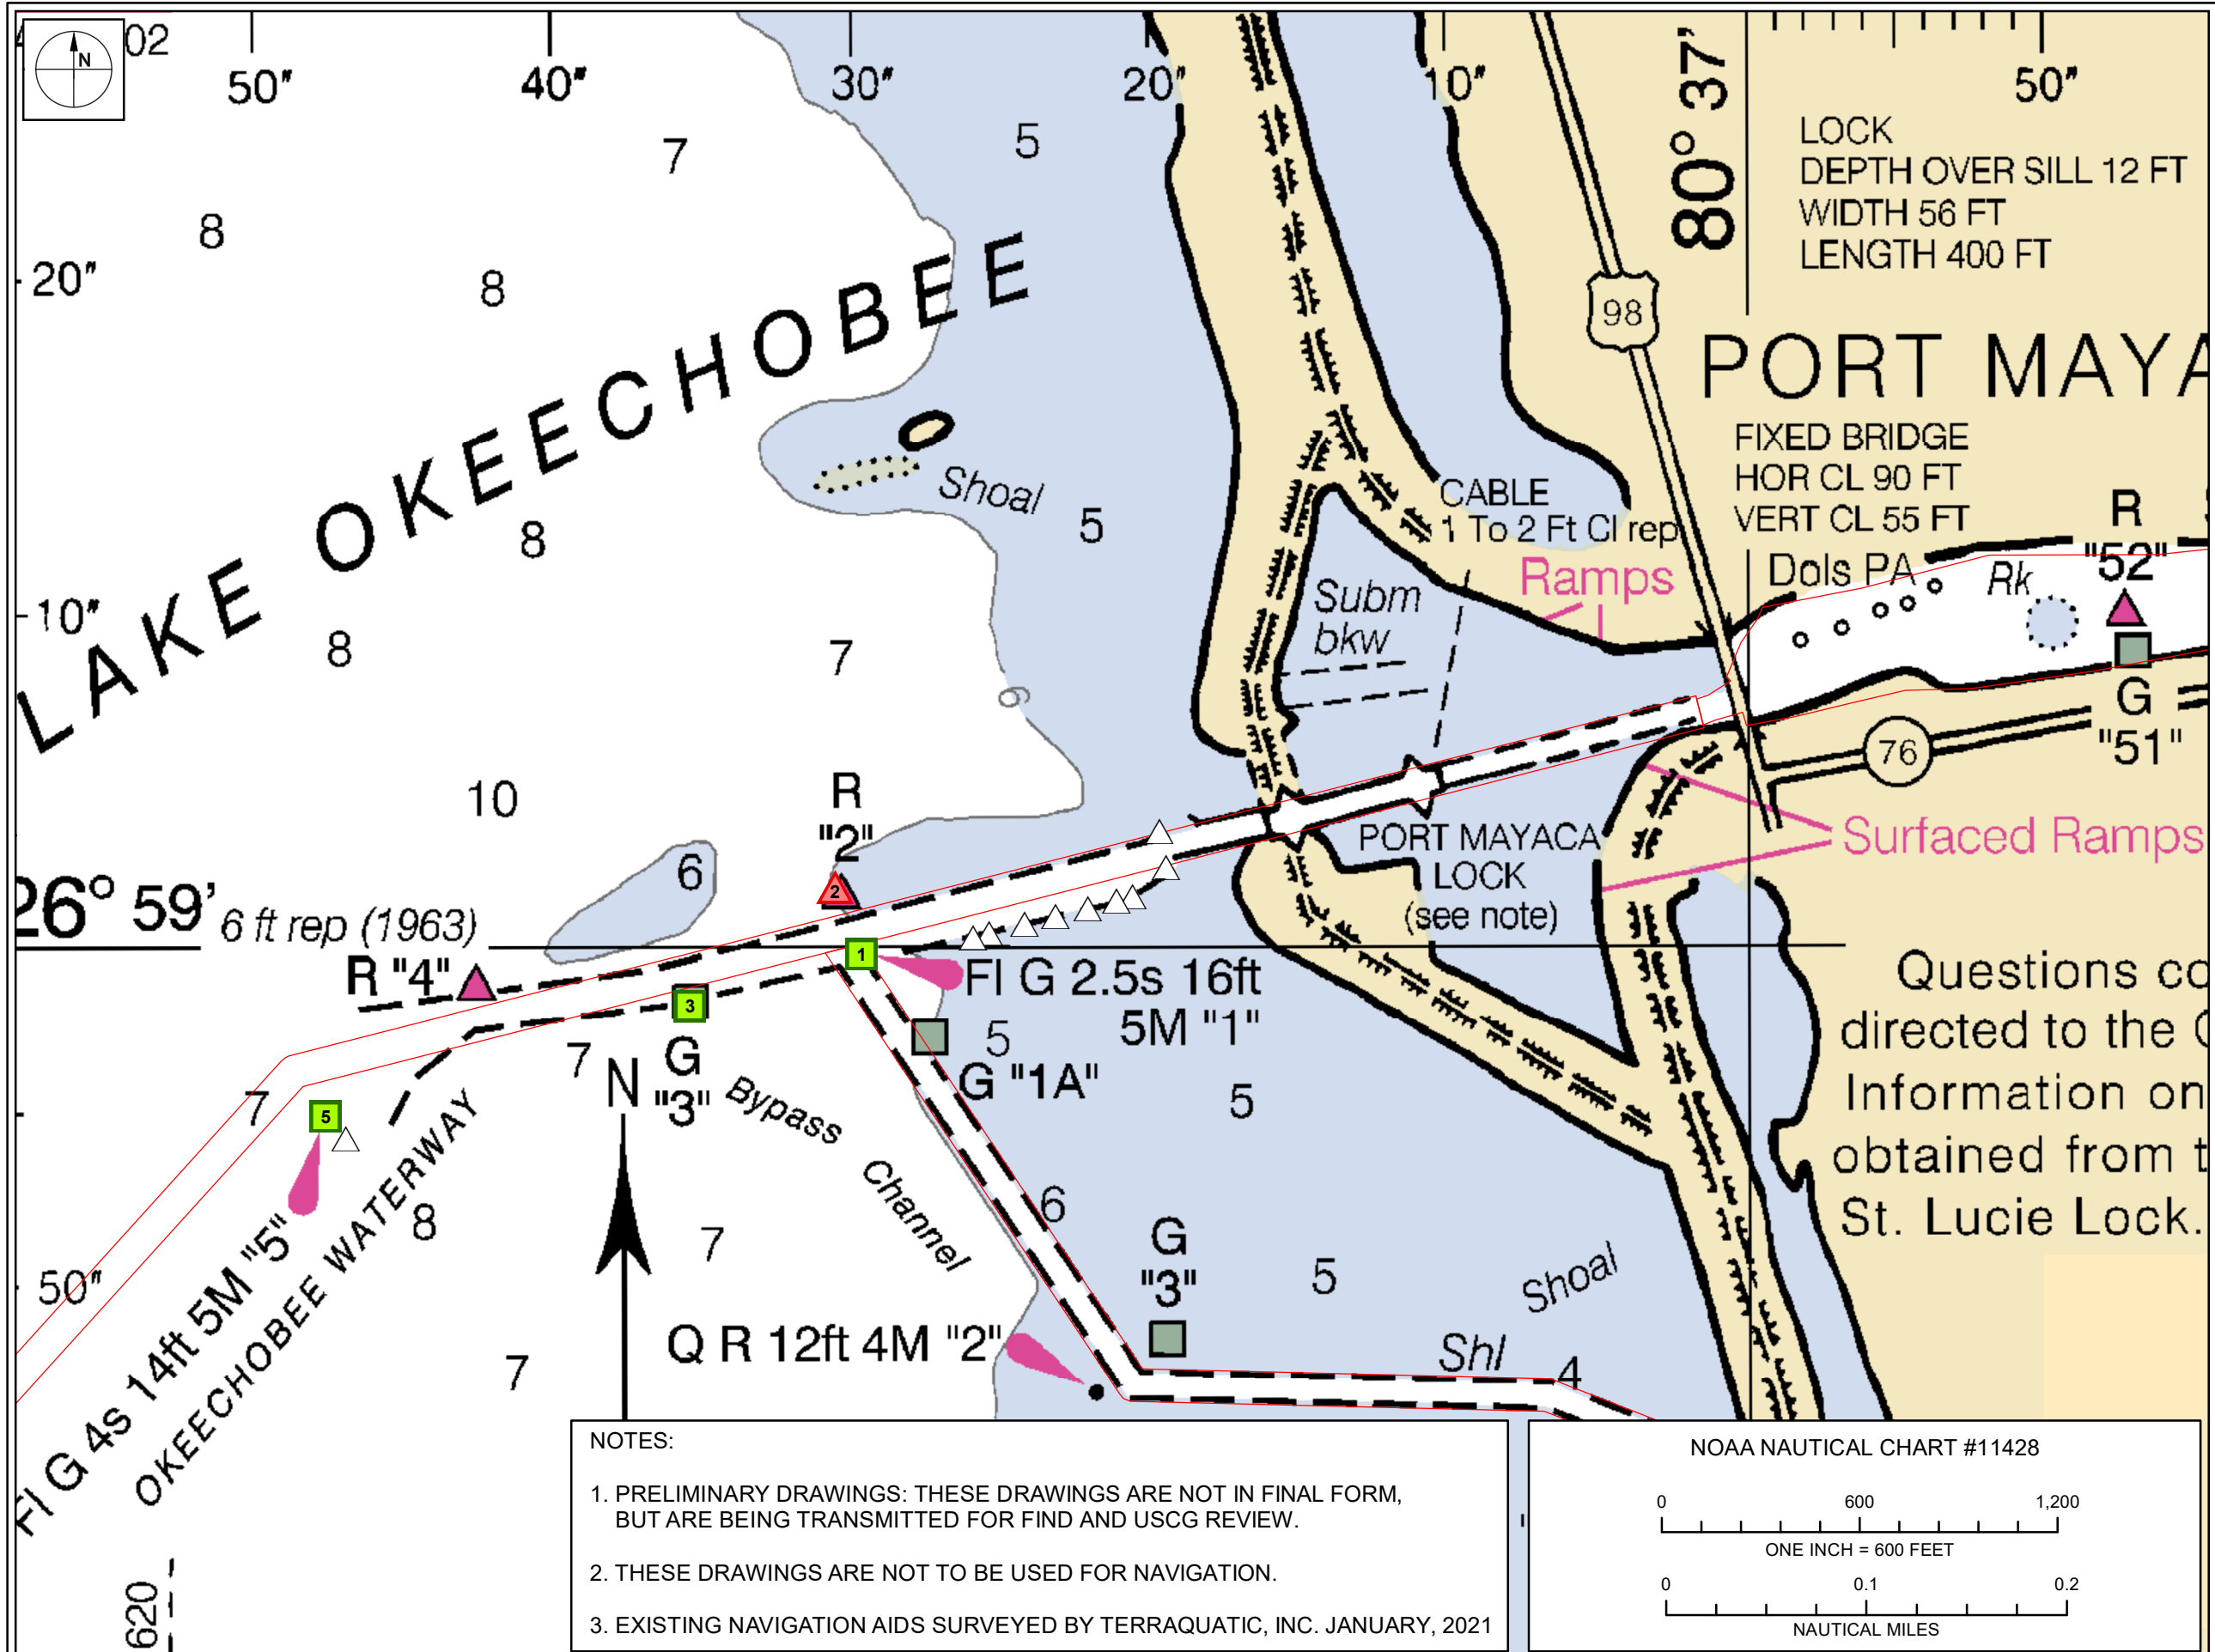 N
02
50"
40"
30"
20"
10"
80° 37'
50"
7
5
LOCK
DEPTH OVER SILL 12 FT
WIDTH 56 FT
LENGTH 400 FT
8
8
20"
98
LAKE OKEECHOBEE
PORT MAYA
FIXED BRIDGE
HOR CL 90 FT
VERT CL 55 FT
Shoal
CABLE
1 To 2 Ft Cl rep
8
5
R
"52"
Dols PA
Rk
Ramps
10"
Subm
bkw
8
7
G
"51"
76
10
R
"2"
2
PORT MAYACA
LOCK
(see note)
Surfaced Ramps
6
26° 59'
6 ft rep (1963)
R "4"
1
Fl G 2.5s 16ft
5M "1"
3
G
"3"
7
N
5
G "1A"
Questions co
directed to the
Information on
obtained from t
St. Lucie Lock.
7
5
5
Bypass
Channel
6
8
7
G
"3"
5
Shoal
50"
Fl G 4s 14ft 5M "5"
OKEECHOBEE WATERWAY
Q R 12ft 4M "2"
7
Shl
4
620
NOTES:
1. PRELIMINARY DRAWINGS: THESE DRAWINGS ARE NOT IN FINAL FORM,
BUT ARE BEING TRANSMITTED FOR FIND AND USCG REVIEW.
2. THESE DRAWINGS ARE NOT TO BE USED FOR NAVIGATION.
3. EXISTING NAVIGATION AIDS SURVEYED BY TERRAQUATIC, INC. JANUARY, 2021
NOAA NAUTICAL CHART #11428
0 600 1,200
ONE INCH = 600 FEET
0 0.1 0.2
NAUTICAL MILES